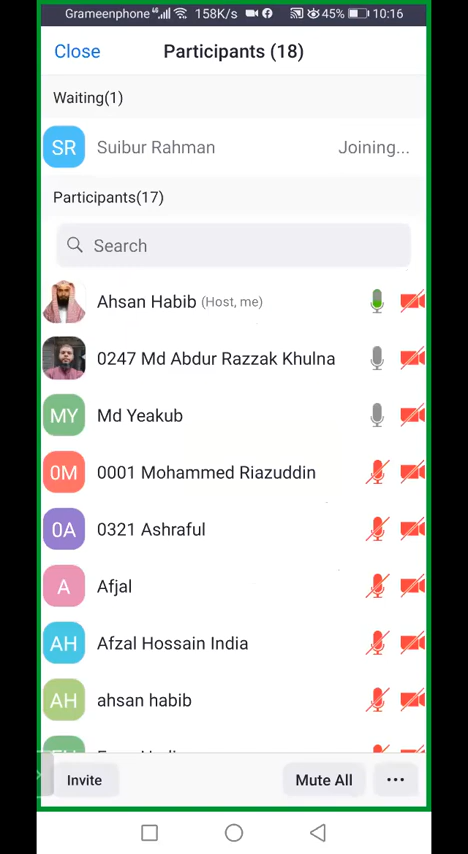 Grameenphone 158K/s 45% 10:16
Close Participants (18)
Waiting(1)
SR Suibur Rahman Joining...
Participants(17)
Search
Ahsan Habib (Host, me)
0247 Md Abdur Razzak Khulna
MY Md Yeakub
0M 0001 Mohammed Riazuddin
0A 0321 Ashraful
A Afjal
AH Afzal Hossain India
AH ahsan habib
Invite Mute All ...